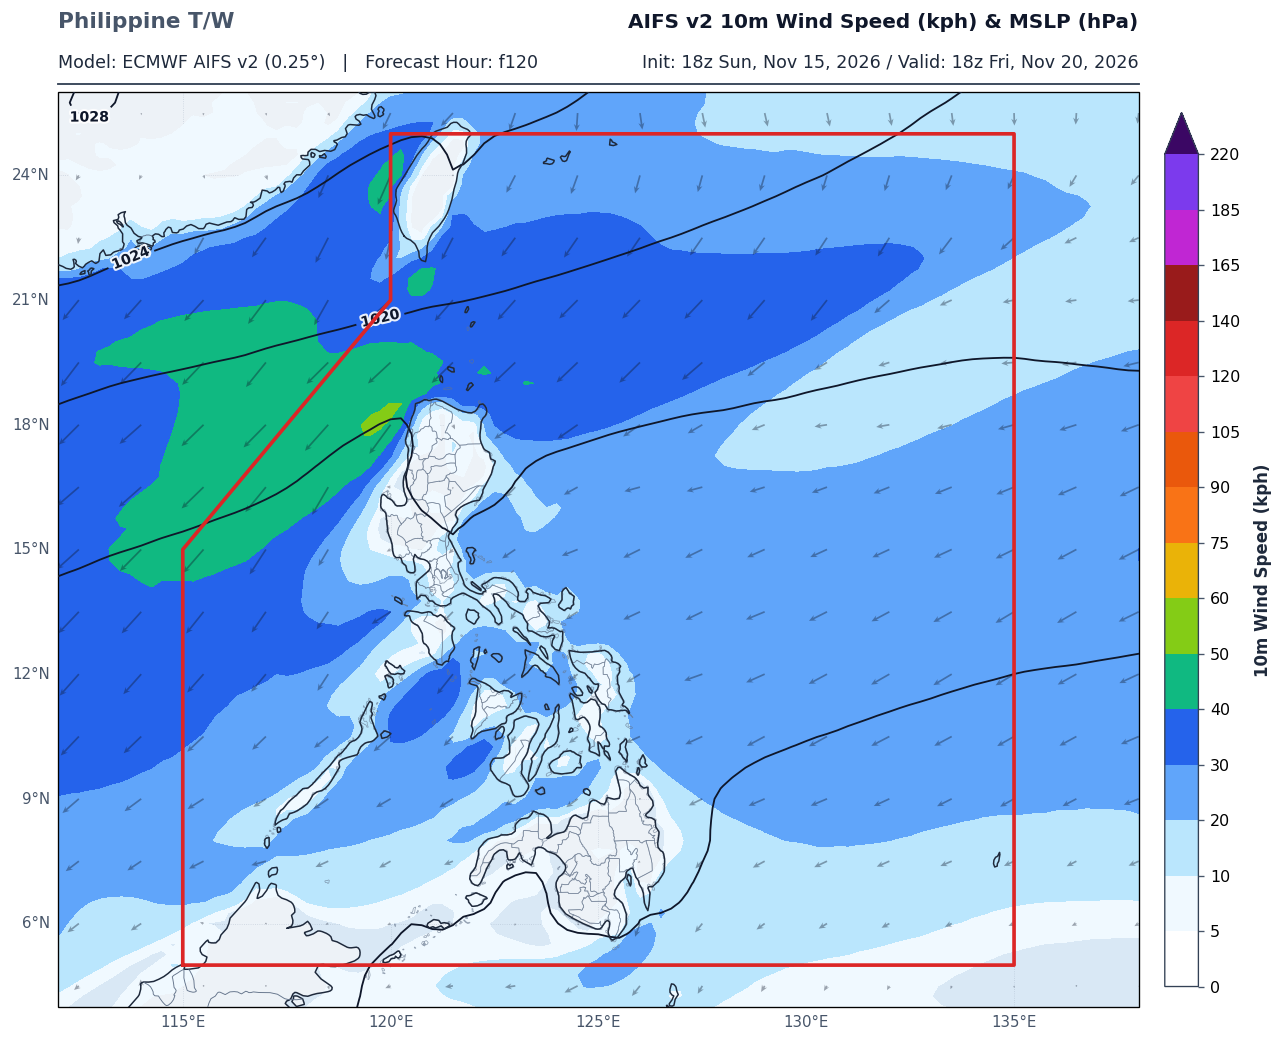 Philippine T/W
AIFS v2 10m Wind Speed (kph) & MSLP (hPa)
Model: ECMWF AIFS v2 (0.25°) | Forecast Hour: f120
Init: 18z Sun, Nov 15, 2026 / Valid: 18z Fri, Nov 20, 2026
1028
1024
1020
24°N
21°N
18°N
15°N
12°N
9°N
6°N
115°E
120°E
125°E
130°E
135°E
220
185
165
140
120
105
90
75
60
50
40
30
20
10
5
0
10m Wind Speed (kph)